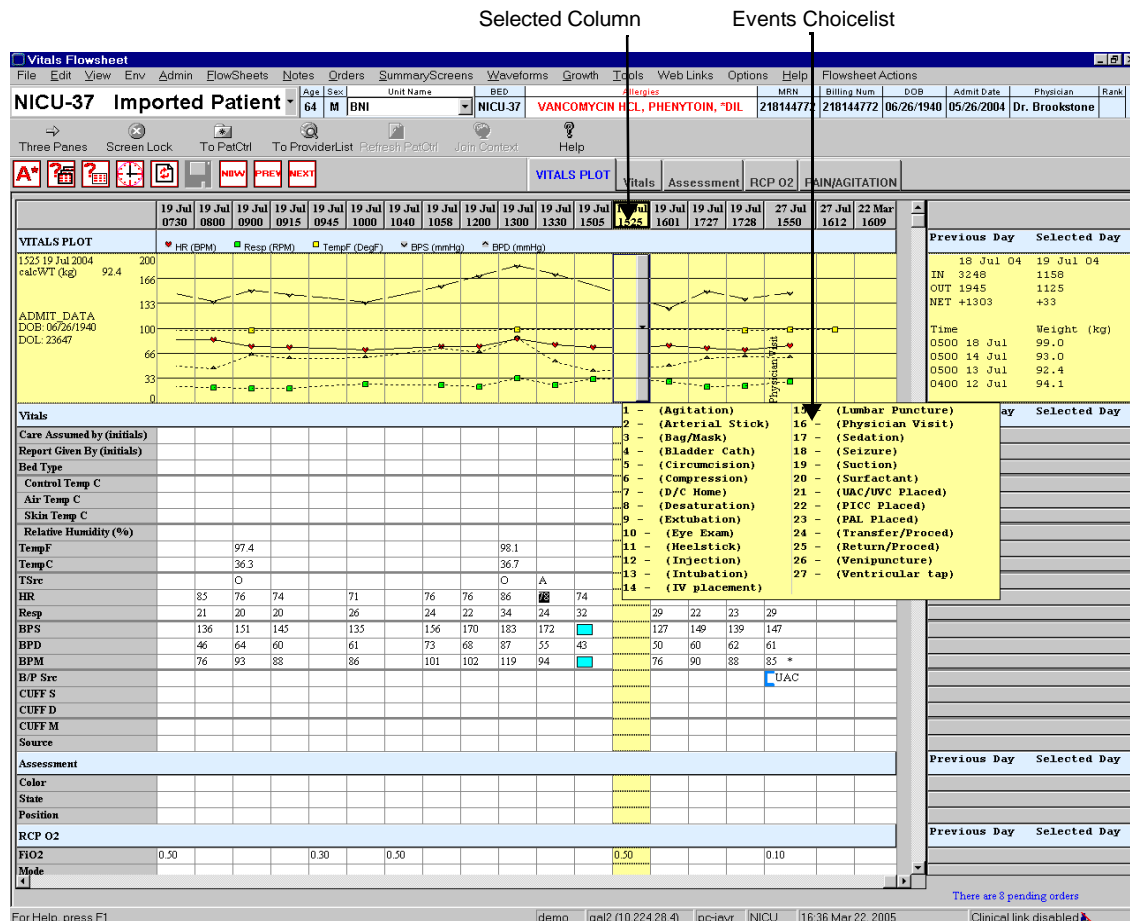 Selected Column Events Choicelist
Vitals Flowsheet
File Edit View Env Admin FlowSheets Notes Orders SummaryScreens Waveforms Growth Tools Web Links Options Help Flowsheet Actions
Age Sex Unit Name BED Allergies MRN Billing Num DOB Admit Date Physician Rank
NICU-37 Imported Patient 64 M BNI NICU-37 VANCOMYCIN HCL, PHENYTOIN, *DIL 218144772 218144772 06/26/1940 05/26/2004 Dr. Brookstone
Three Panes Screen Lock To PatCtrl To ProviderList Refresh PatCtrl Join Context Help
A* NOW PREV NEXT VITALS PLOT Vitals Assessment RCP O2 PAIN/AGITATION
19 Jul 19 Jul 19 Jul 19 Jul 19 Jul 19 Jul 19 Jul 19 Jul 19 Jul 19 Jul 19 Jul 19 Jul 19 Jul 19 Jul 19 Jul 27 Jul 27 Jul 22 Mar
0730 0800 0900 0915 0945 1000 1040 1058 1200 1300 1330 1505 1525 1601 1727 1728 1550 1612 1609
VITALS PLOT HR (BPM) Resp (RPM) TempF (DegF) BPS (mmHg) BPD (mmHg)
Previous Day Selected Day
1525 19 Jul 2004 200
calcWT (kg) 92.4
166
133
ADMIT_DATA
DOB: 06/26/1940
DOL: 23647
100
66
33
0
Physician Visit
18 Jul 04 19 Jul 04
IN 3248 1158
OUT 1945 1125
NET +1303 +33
Time Weight (kg)
0500 18 Jul 99.0
0500 14 Jul 93.0
0500 13 Jul 92.4
0400 12 Jul 94.1
1 - (Agitation)
2 - (Arterial Stick)
3 - (Bag/Mask)
4 - (Bladder Cath)
5 - (Circumcision)
6 - (Compression)
7 - (D/C Home)
8 - (Desaturation)
9 - (Extubation)
10 - (Eye Exam)
11 - (Heelstick)
12 - (Injection)
13 - (Intubation)
14 - (IV placement)
15 - (Lumbar Puncture)
16 - (Physician Visit)
17 - (Sedation)
18 - (Seizure)
19 - (Suction)
20 - (Surfactant)
21 - (UAC/UVC Placed)
22 - (PICC Placed)
23 - (PAL Placed)
24 - (Transfer/Proced)
25 - (Return/Proced)
26 - (Venipuncture)
27 - (Ventricular tap)
Vitals ay Selected Day
Care Assumed by (initials)
Report Given By (initials)
Bed Type
Control Temp C
Air Temp C
Skin Temp C
Relative Humidity (%)
TempF 97.4 98.1
TempC 36.3 36.7
TSrc O O A
HR 85 76 74 71 76 76 86 78 74
Resp 21 20 20 26 24 22 34 24 32 29 22 23 29
BPS 136 151 145 135 156 170 183 172 127 149 139 147
BPD 46 64 60 61 73 68 87 55 43 50 60 62 61
BPM 76 93 88 86 101 102 119 94 76 90 88 85 *
B/P Src UAC
CUFF S
CUFF D
CUFF M
Source
Assessment Previous Day Selected Day
Color
State
Position
RCP O2 Previous Day Selected Day
FiO2 0.50 0.30 0.50 0.50 0.10
Mode
There are 8 pending orders
For Help, press F1 demo gal2 (10.224.28.4) pc-jayr NICU 16:36 Mar 22, 2005 Clinical link disabled